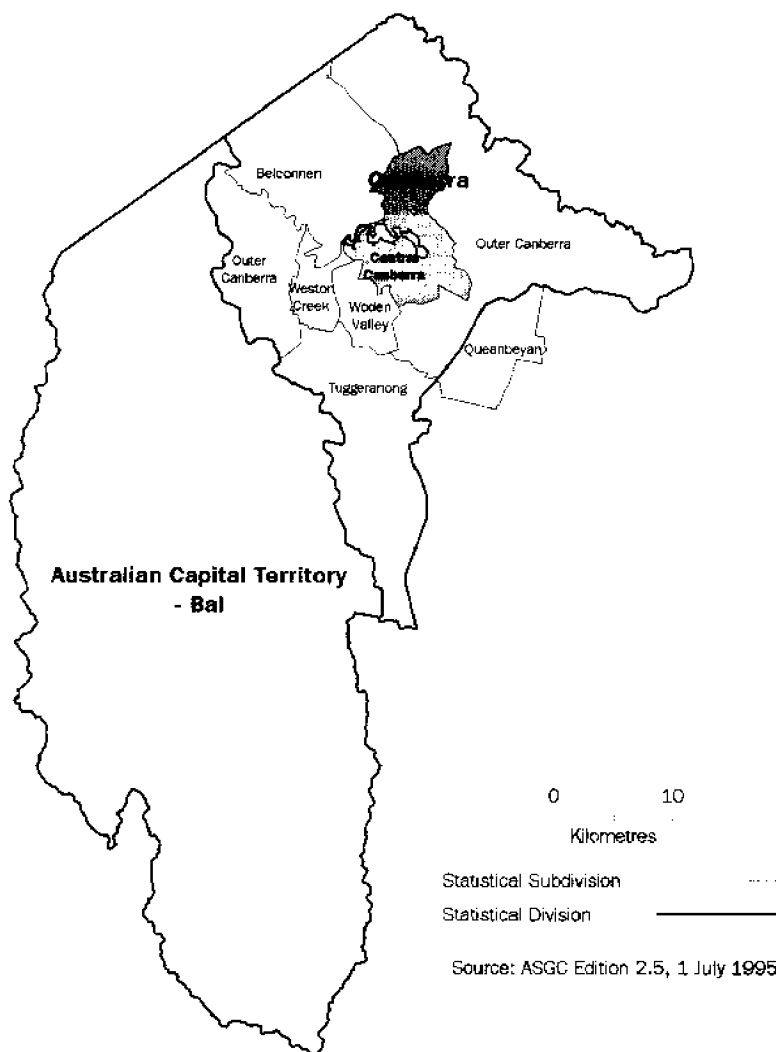 Belconnen
Canberra
Outer
Canberra
Outer Canberra
Central
Canberra
Weston
Creek
Woden
Valley
Queanbeyan
Tuggeranong
Australian Capital Territory
- Bal
0 10
Kilometres
Statistical Subdivision
Statistical Division
Source: ASGC Edition 2.5, 1 July 1995